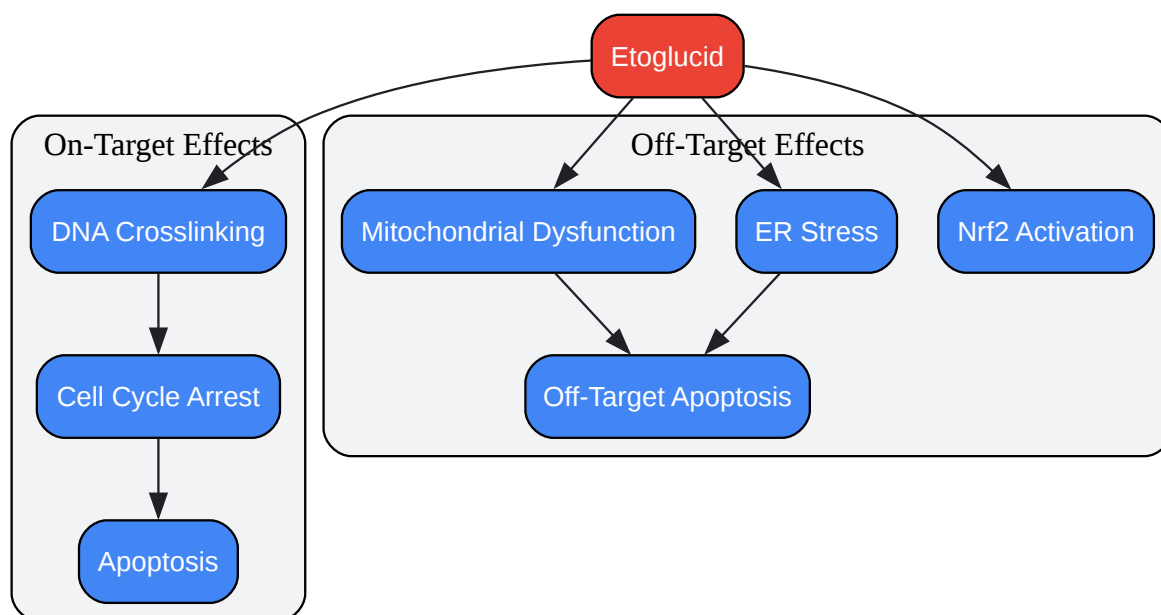 Etoglucid
On-Target Effects
Off-Target Effects
DNA Crosslinking
Mitochondrial Dysfunction
ER Stress
Nrf2 Activation
Cell Cycle Arrest
Off-Target Apoptosis
Apoptosis